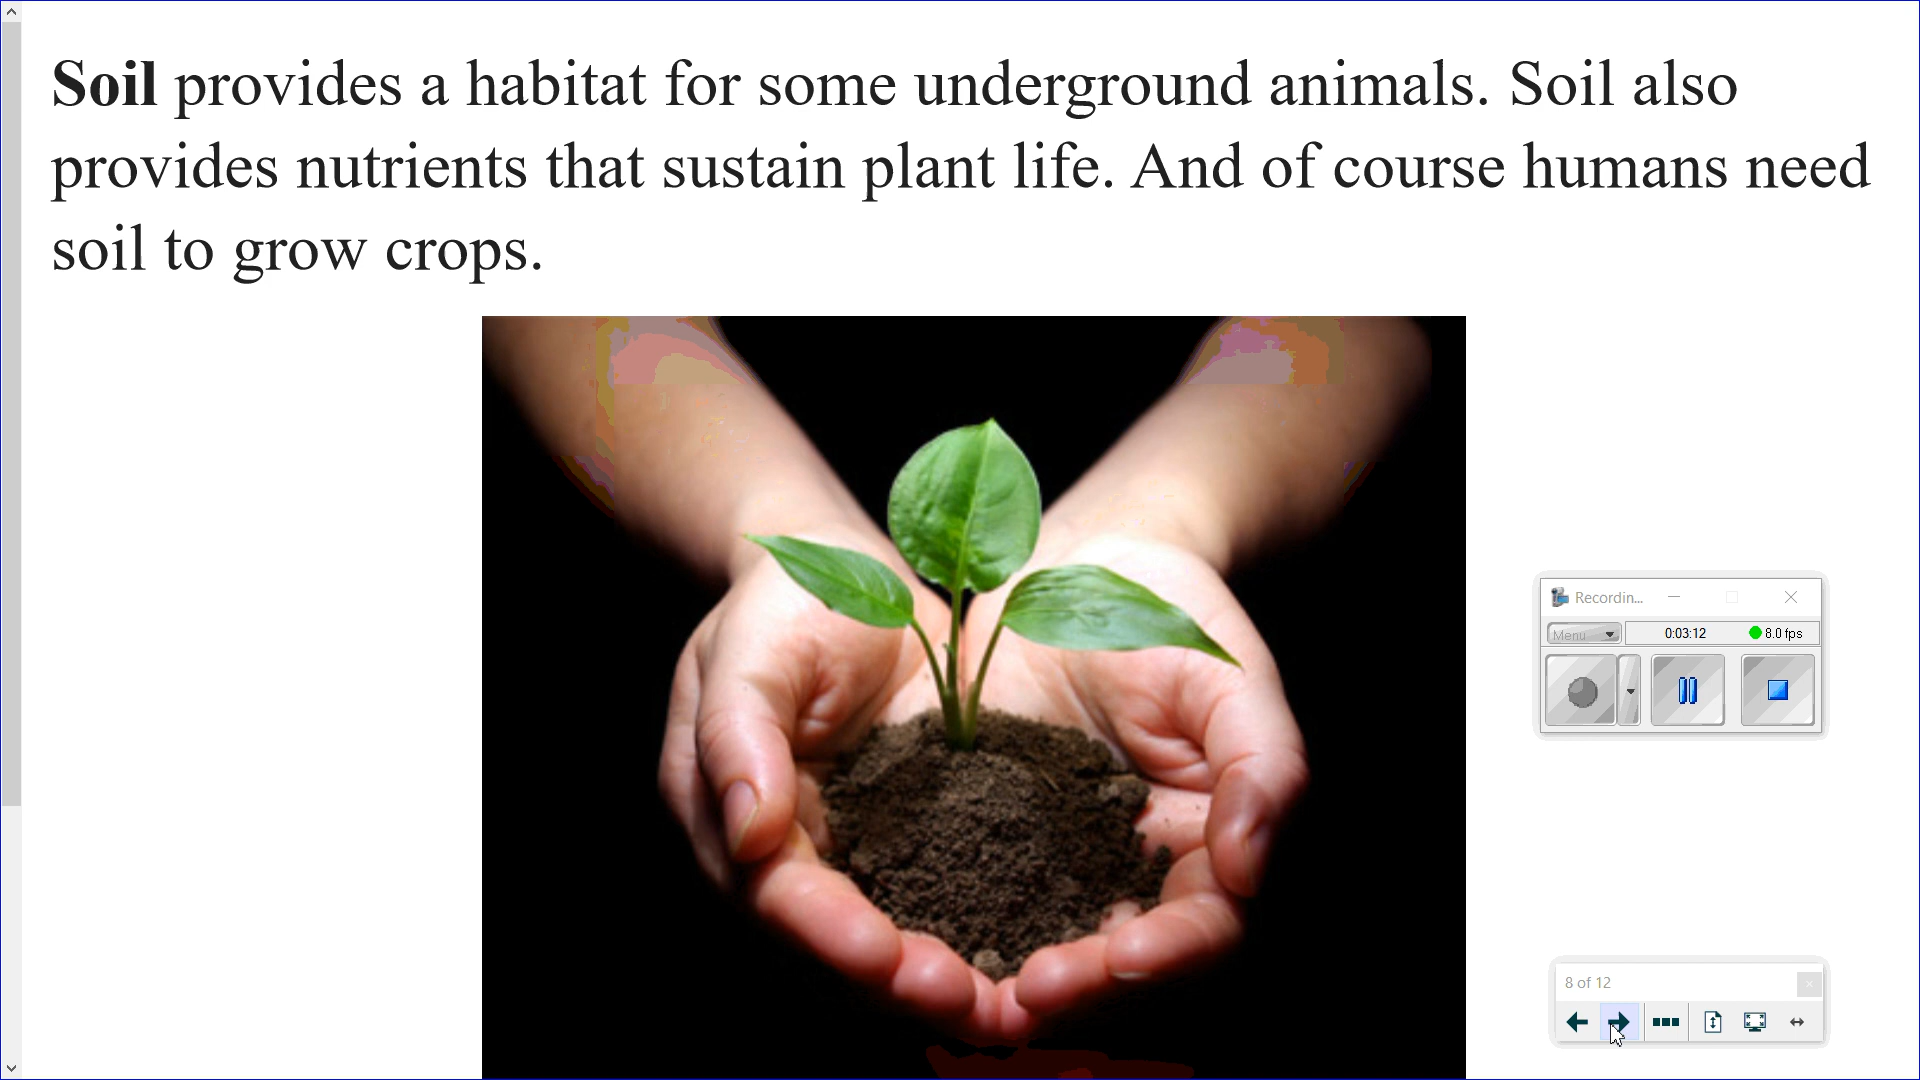 Soil provides a habitat for some underground animals. Soil also
provides nutrients that sustain plant life. And of course humans need
soil to grow crops.
Recordin...
Menu
0:03:12
8.0 fps
8 of 12